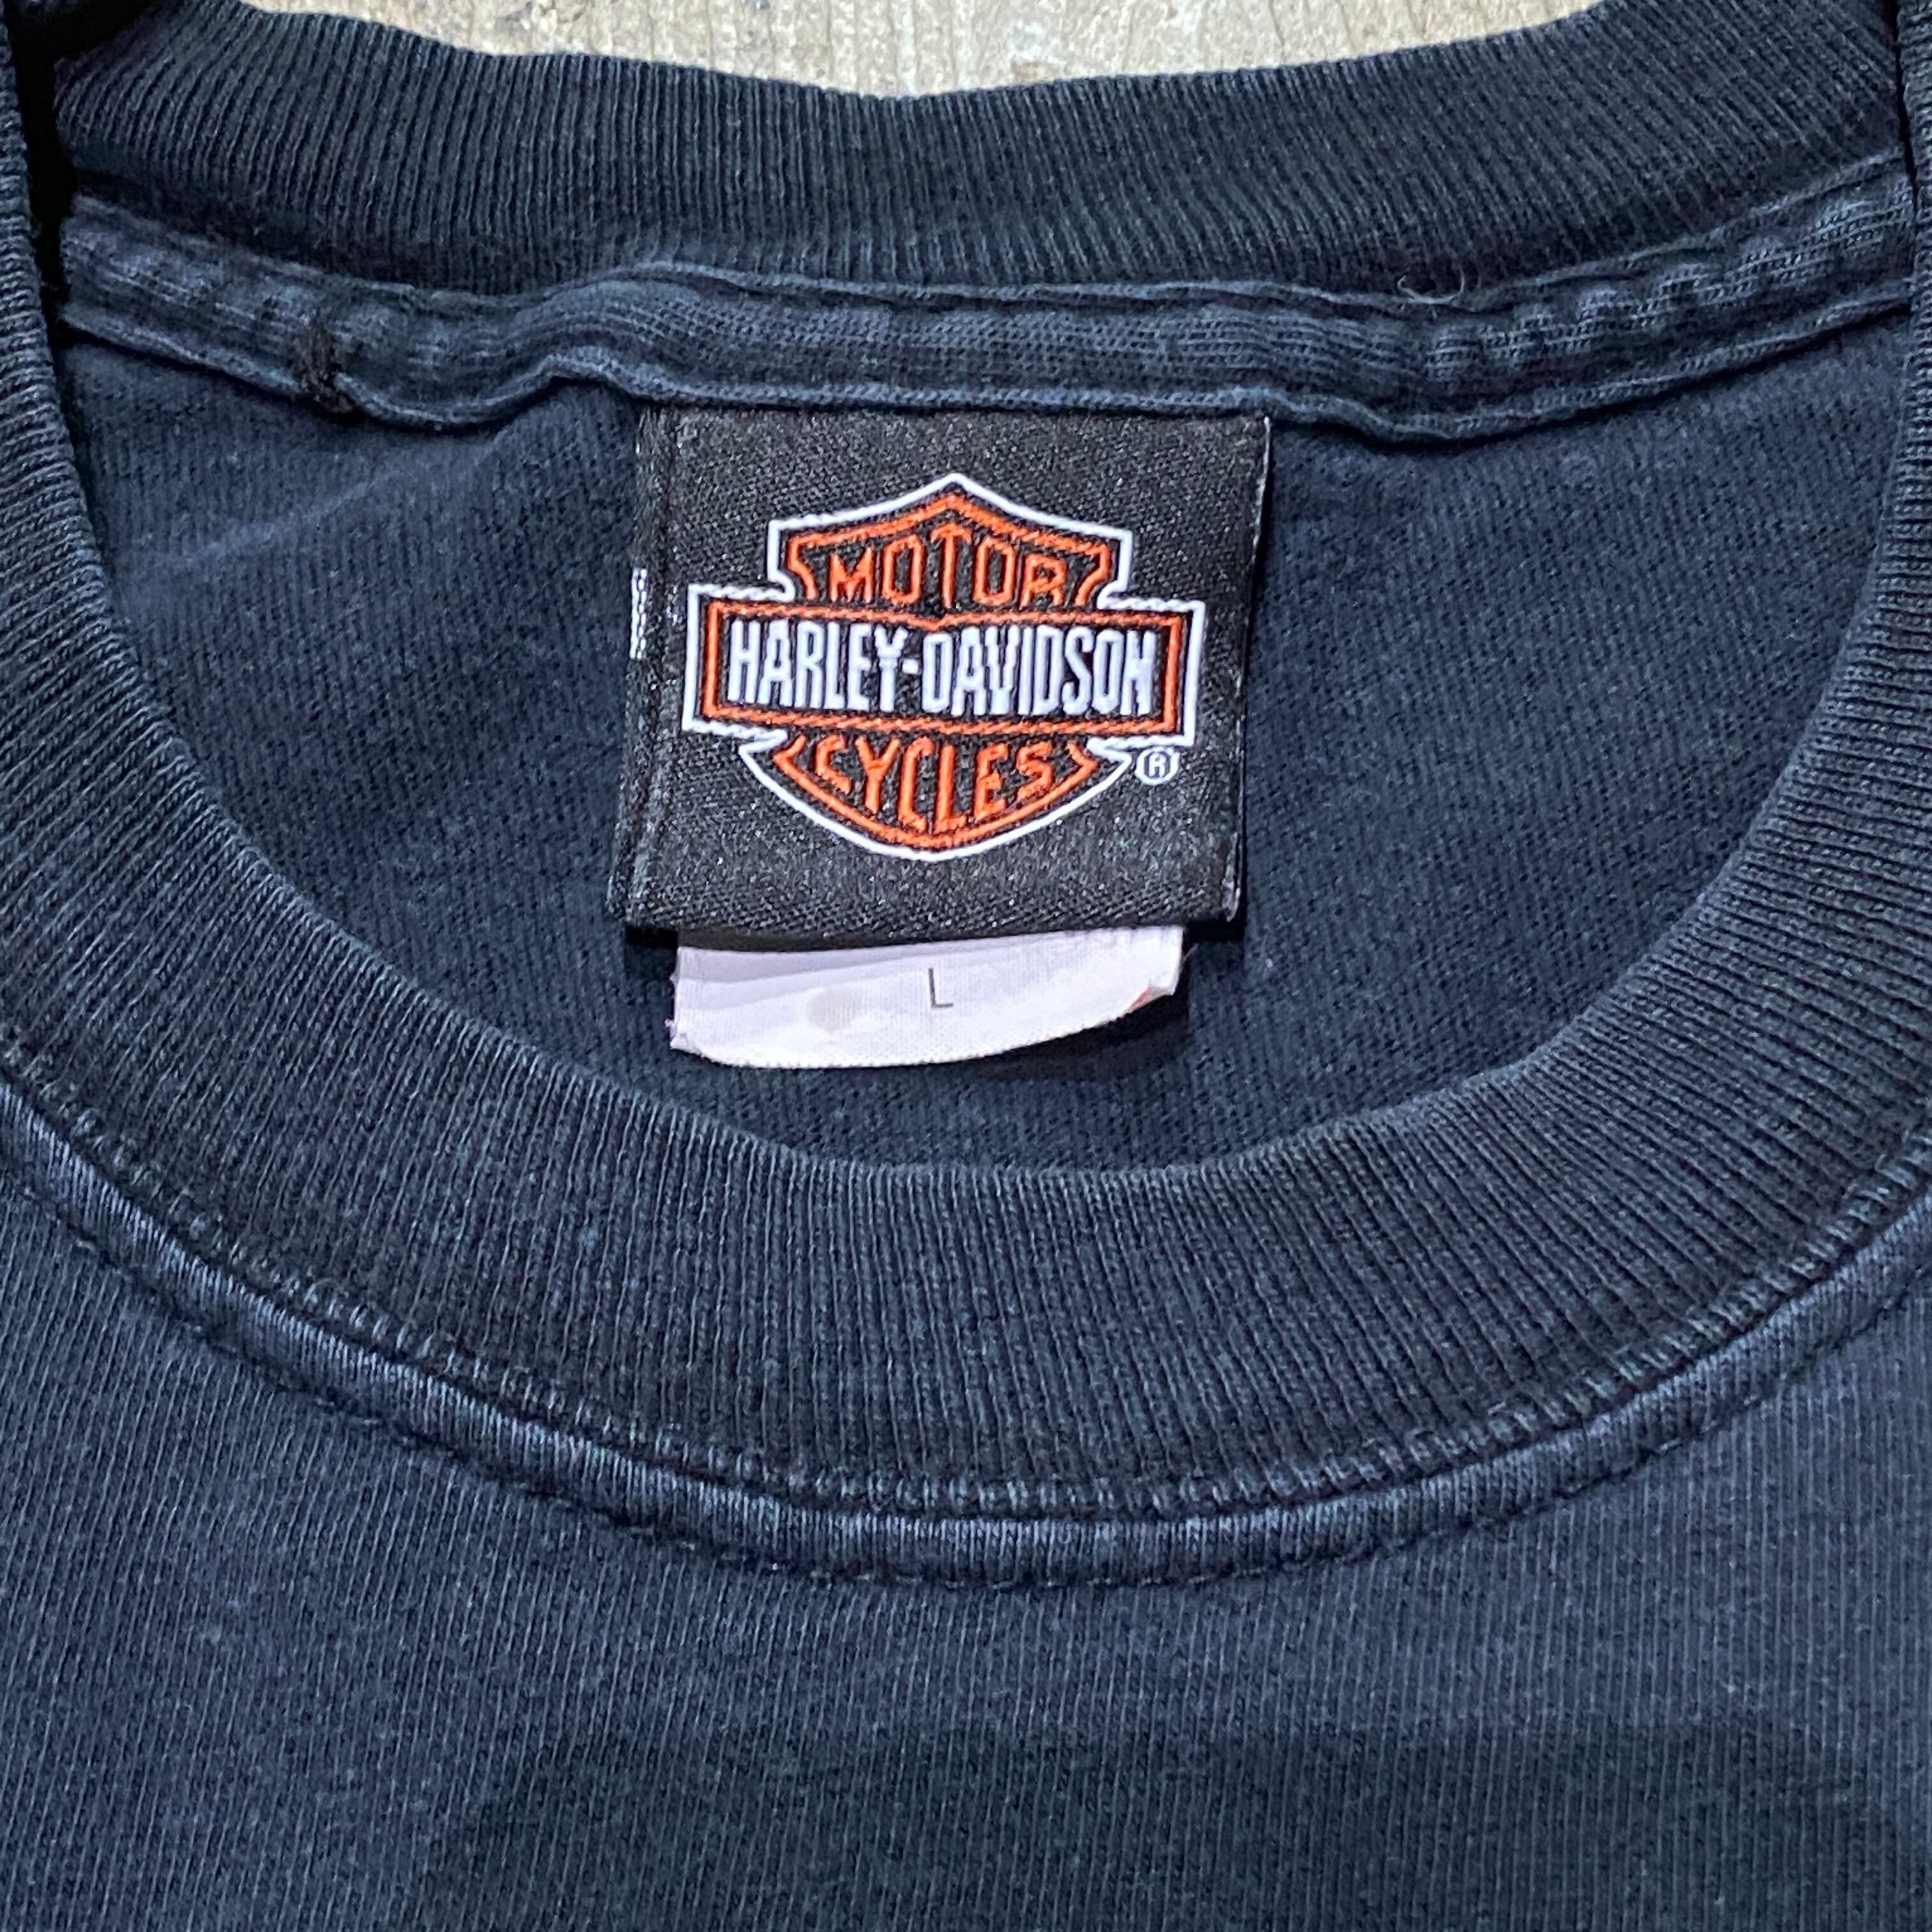 MOTOR
HARLEY-DAVIDSON
CYCLES
®
L